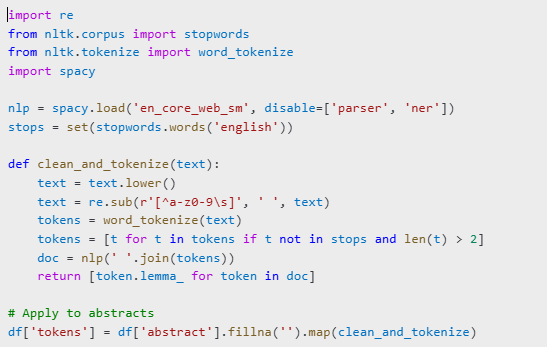 import re
from nltk.corpus import stopwords
from nltk.tokenize import word_tokenize
import spacy

nlp = spacy.load('en_core_web_sm', disable=['parser', 'ner'])
stops = set(stopwords.words('english'))

def clean_and_tokenize(text):
    text = text.lower()
    text = re.sub(r'[^a-z0-9\s]', ' ', text)
    tokens = word_tokenize(text)
    tokens = [t for t in tokens if t not in stops and len(t) > 2]
    doc = nlp(' '.join(tokens))
    return [token.lemma_ for token in doc]

# Apply to abstracts
df['tokens'] = df['abstract'].fillna('').map(clean_and_tokenize)